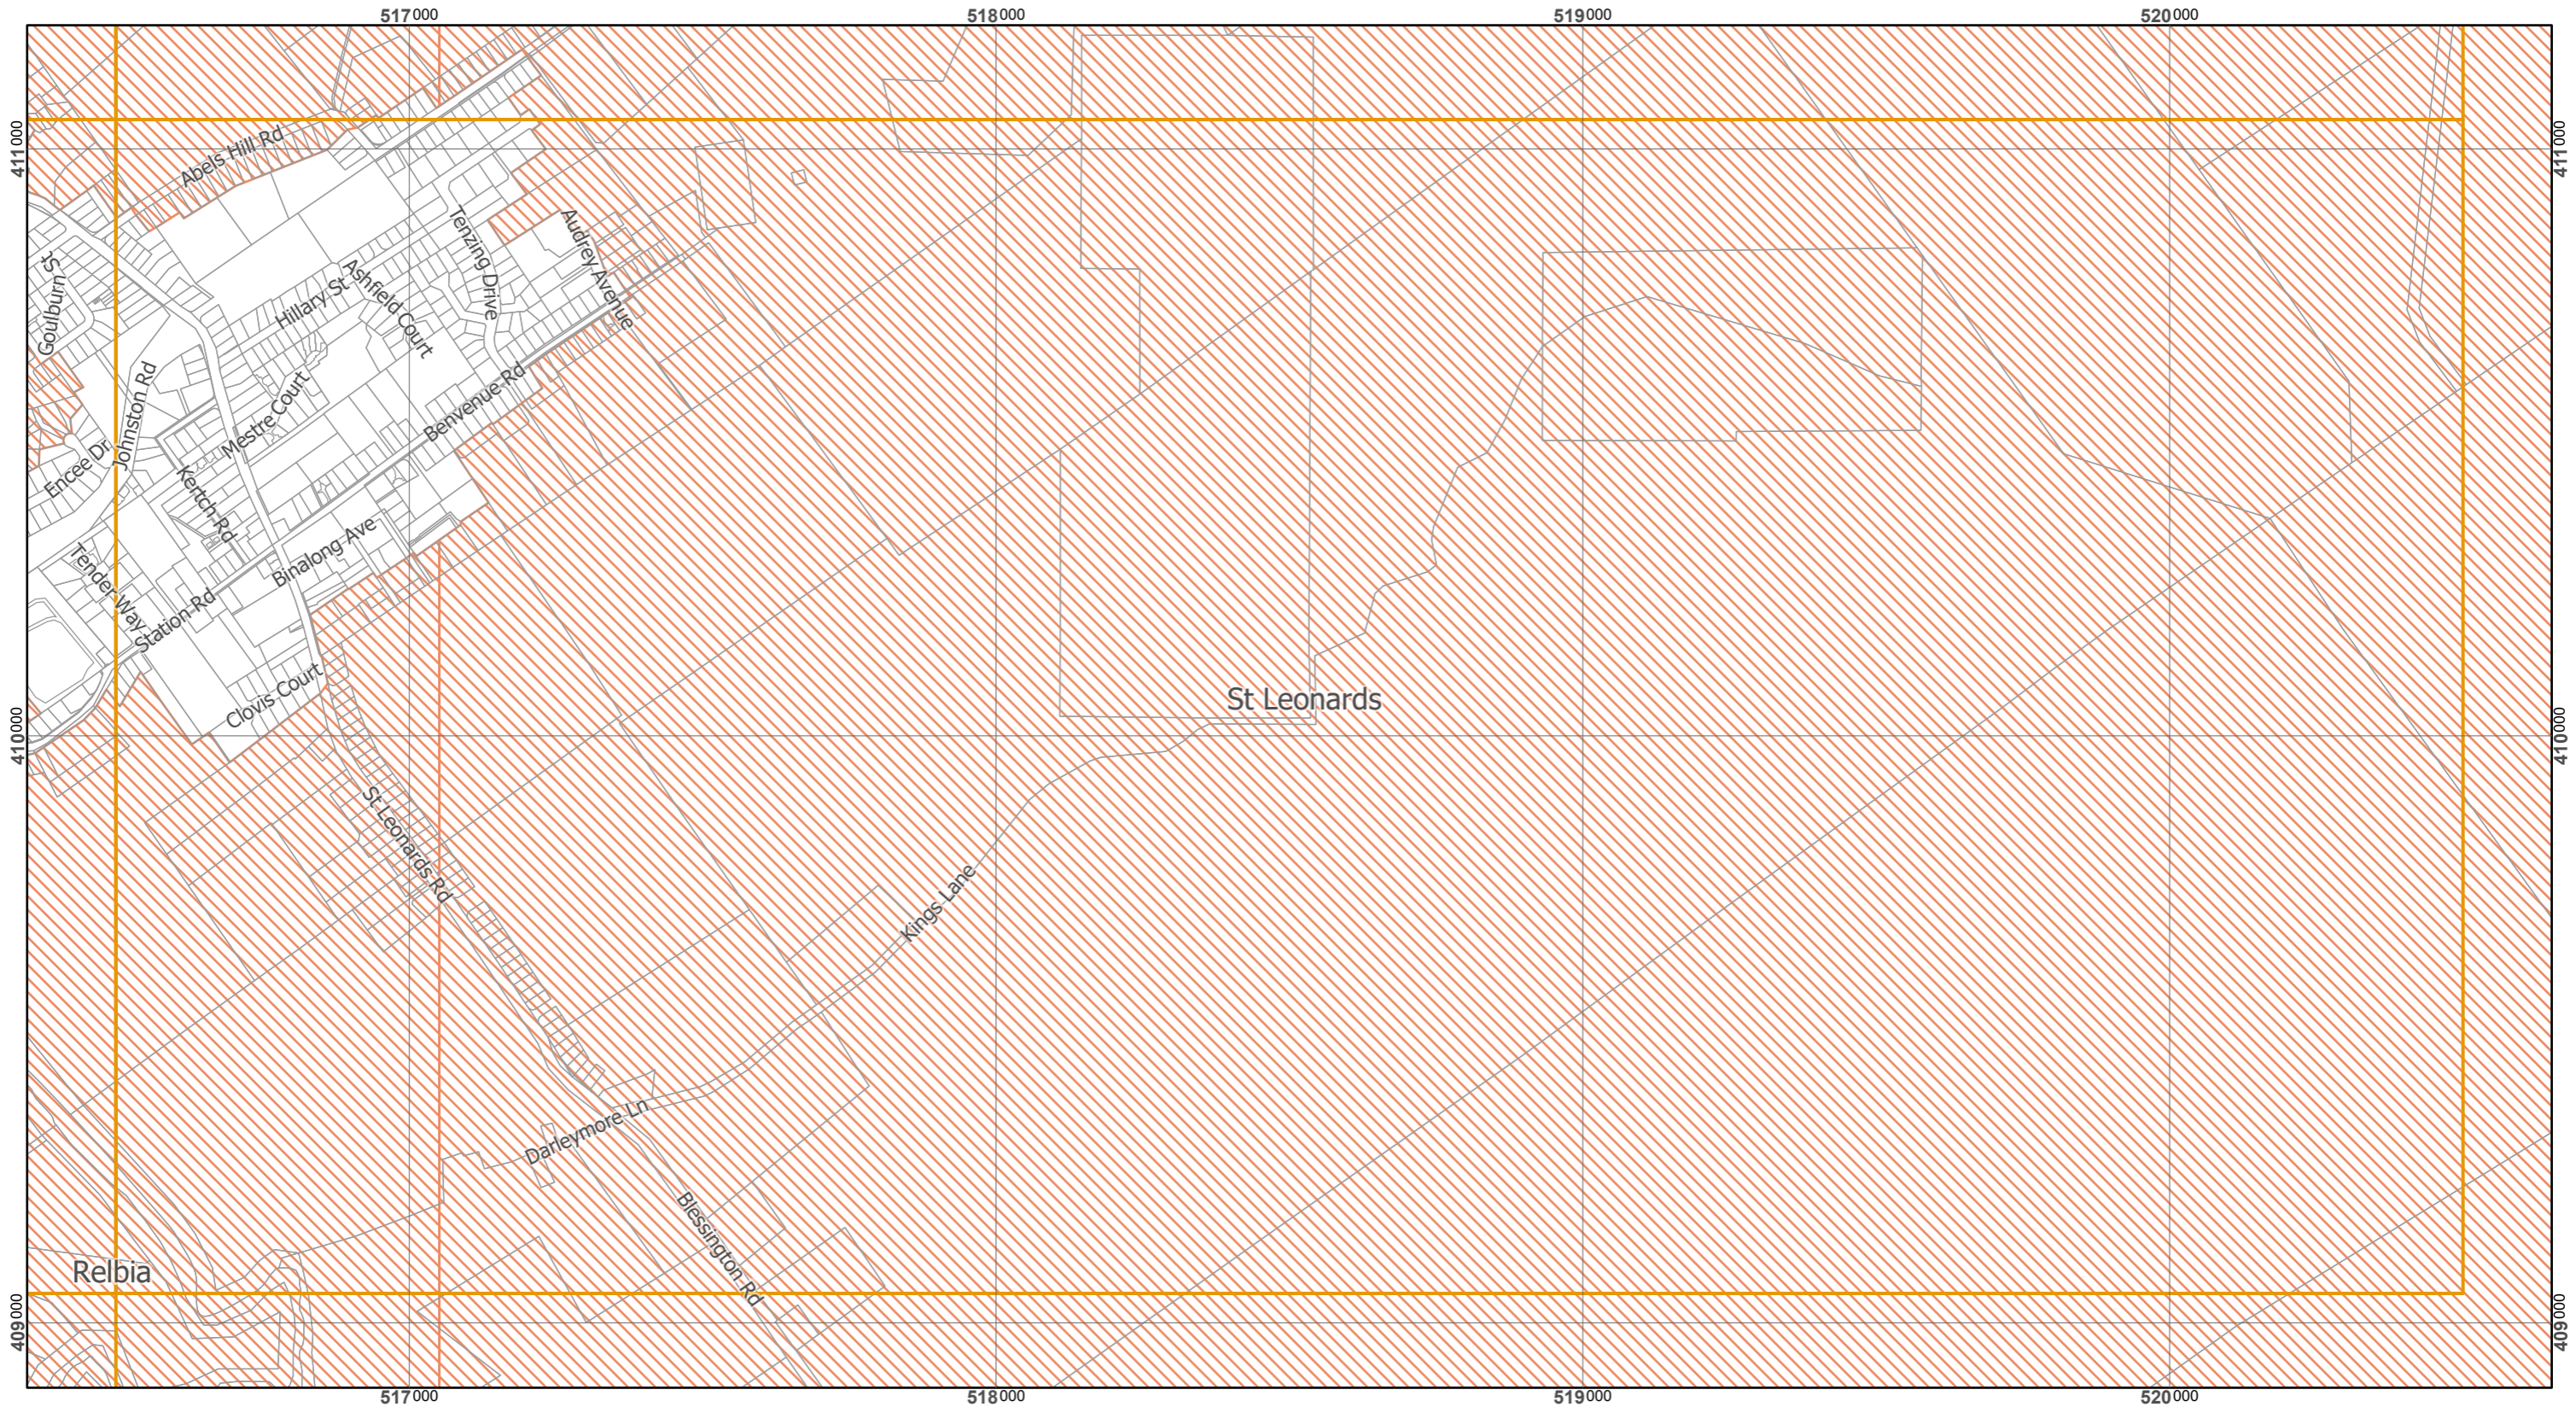 517000
518000
519000
520000
411000
411000
Abels Hill Rd
Tenzing Drive
Audrey Avenue
Goulburn St
Hillary St
Ashfield Court
Johnston Rd
Mestre Court
Benvenue Rd
Encee Dr
Kertch Rd
Binalong Ave
Tender Way
Station Rd
Clovis Court
St Leonards
410000
410000
St Leonards Rd
Kings Lane
Darleymore Ln
Blessington Rd
Relbia
409000
409000
517000
518000
519000
520000